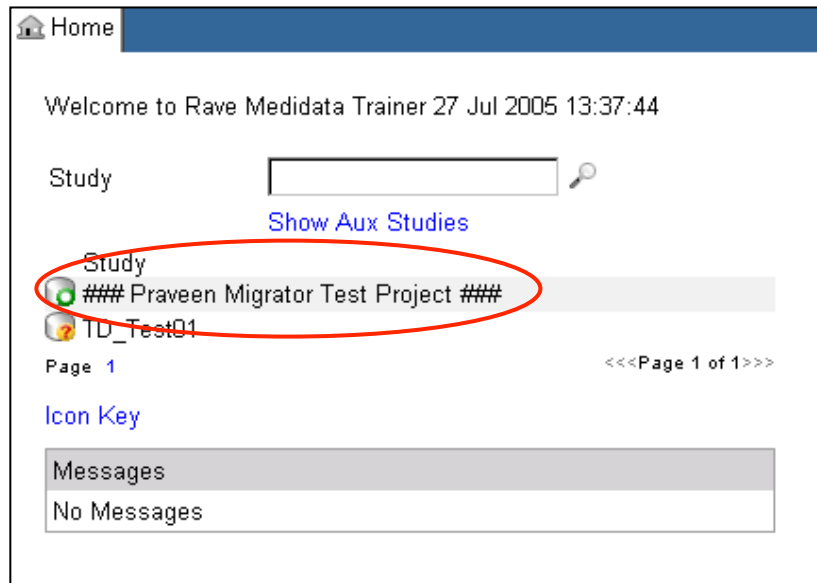 Home
Welcome to Rave Medidata Trainer 27 Jul 2005 13:37:44
Study
Show Aux Studies
Study
### Praveen Migrator Test Project ###
TD_Test01
Page 1 <<<Page 1 of 1>>>
Icon Key
Messages
No Messages